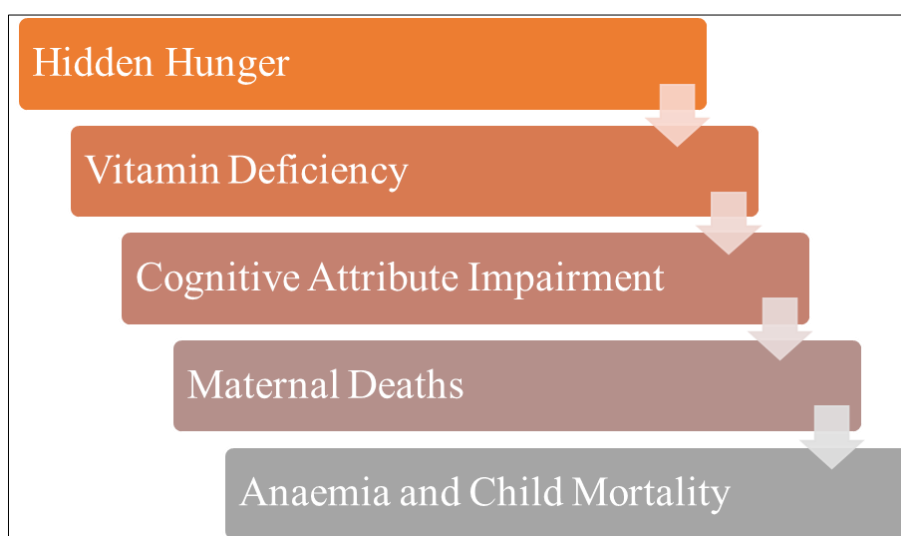 Hidden Hunger
Vitamin Deficiency
Cognitive Attribute Impairment
Maternal Deaths
Anaemia and Child Mortality